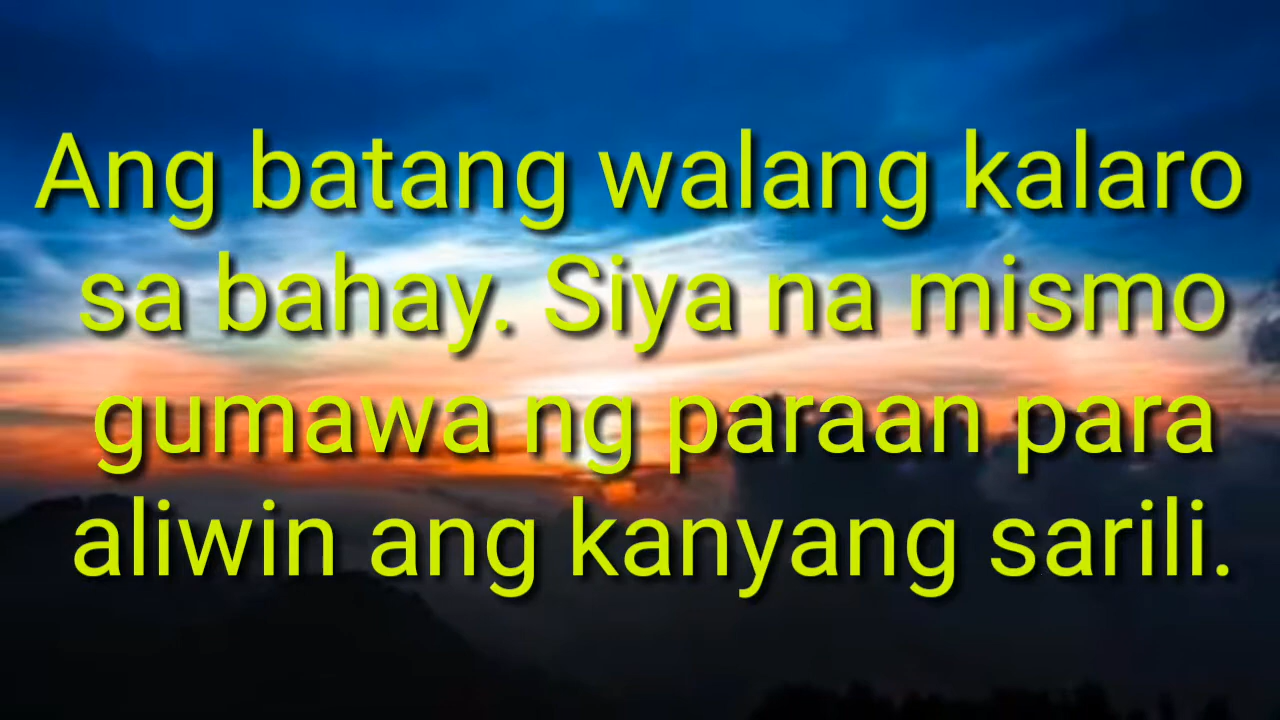 Ang batang walang kalaro
sa bahay. Siya na mismo
gumawa ng paraan para
aliwin ang kanyang sarili.